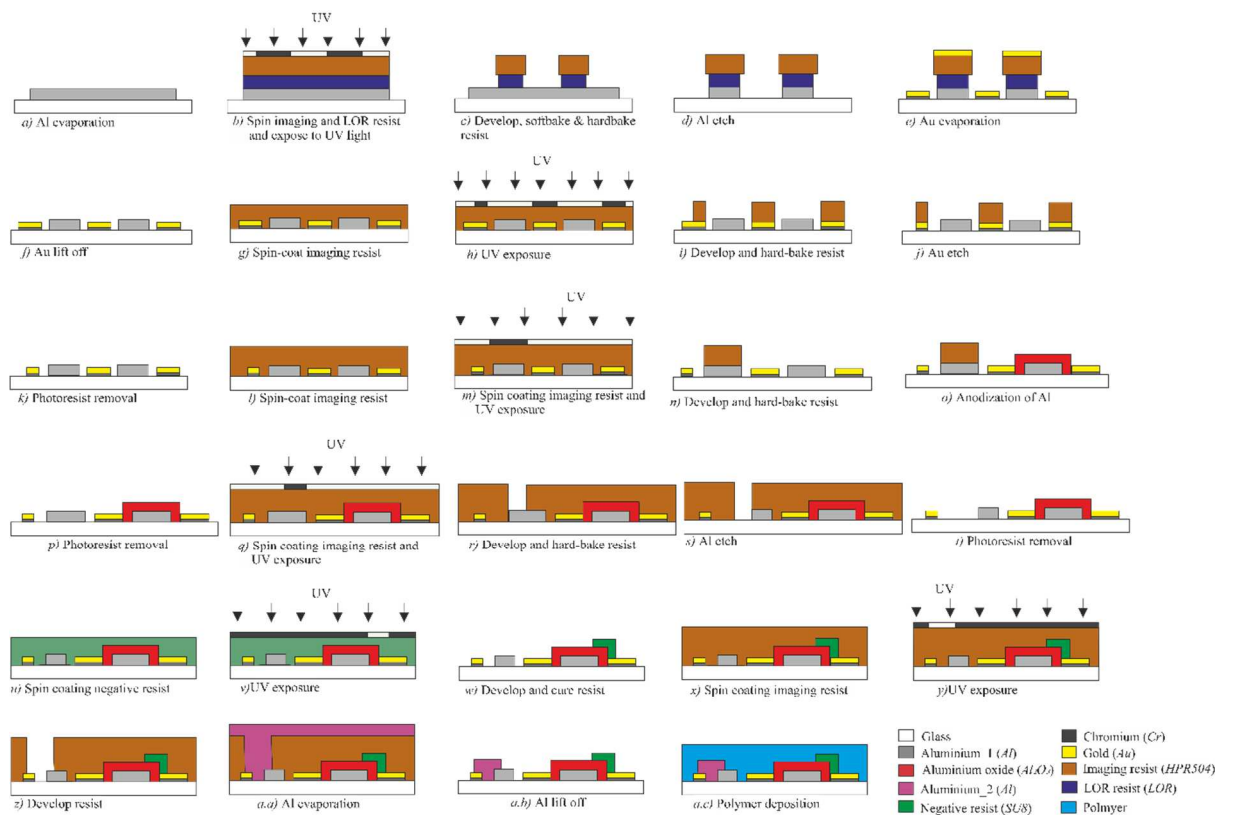 UV
a) Al evaporation
b) Spin imaging and LOR resist
and expose to UV light
c) Develop, softbake & hardbake
resist
d) Al etch
e) Au evaporation
UV
f) Au lift off
g) Spin-coat imaging resist
h) UV exposure
i) Develop and hard-bake resist
j) Au etch
UV
k) Photoresist removal
l) Spin-coat imaging resist
m) Spin coating imaging resist and
UV exposure
n) Develop and hard-bake resist
o) Anodization of Al
UV
p) Photoresist removal
q) Spin coating imaging resist and
UV exposure
r) Develop and hard-bake resist
s) Al etch
t) Photoresist removal
UV
UV
u) Spin coating negative resist
v)UV exposure
w) Develop and cure resist
x) Spin coating imaging resist
y)UV exposure
z) Develop resist
a.a) Al evaporation
a.b) Al lift off
a.c) Polymer deposition
Glass
Aluminium_1 (Al)
Aluminium oxide (Al₂O₃)
Aluminium_2 (Al)
Negative resist (SU8)
Chromium (Cr)
Gold (Au)
Imaging resist (HPR504)
LOR resist (LOR)
Polmyer